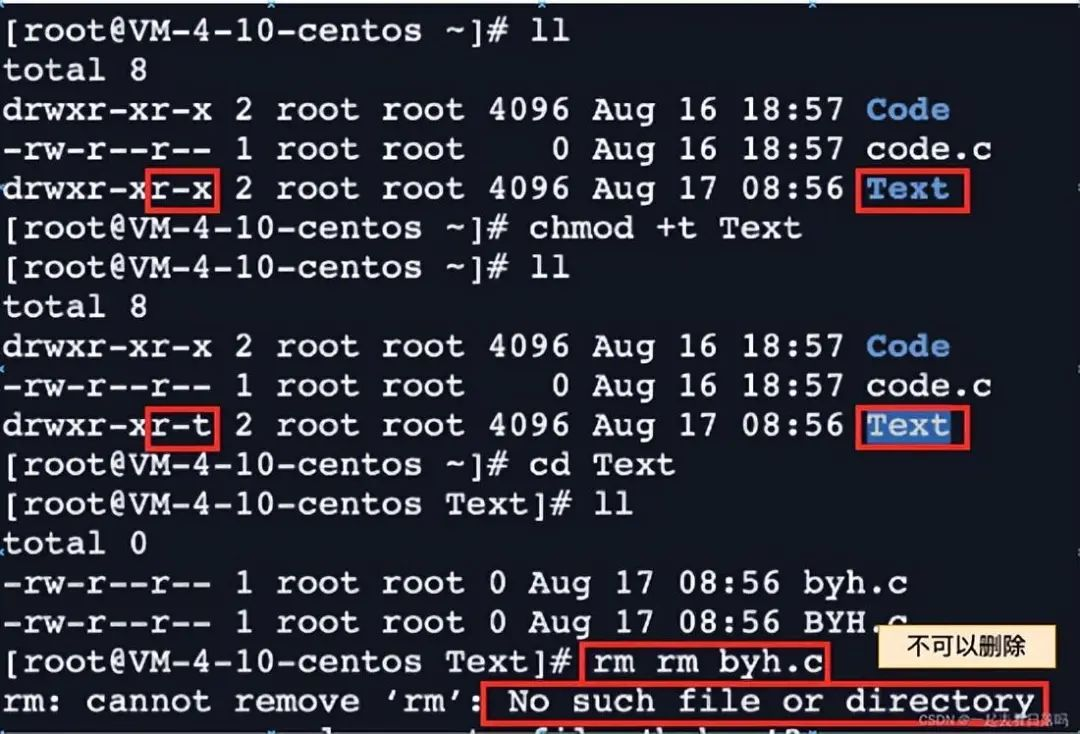 [root@VM-4-10-centos ~]# ll
total 8
drwxr-xr-x 2 root root 4096 Aug 16 18:57 Code
-rw-r--r-- 1 root root    0 Aug 16 18:57 code.c
drwxr-xr-x 2 root root 4096 Aug 17 08:56 Text
[root@VM-4-10-centos ~]# chmod +t Text
[root@VM-4-10-centos ~]# ll
total 8
drwxr-xr-x 2 root root 4096 Aug 16 18:57 Code
-rw-r--r-- 1 root root    0 Aug 16 18:57 code.c
drwxr-xr-t 2 root root 4096 Aug 17 08:56 Text
[root@VM-4-10-centos ~]# cd Text
[root@VM-4-10-centos Text]# ll
total 0
-rw-r--r-- 1 root root 0 Aug 17 08:56 byh.c
-rw-r--r-- 1 root root 0 Aug 17 08:56 BYH.c
不可以删除
[root@VM-4-10-centos Text]# rm rm byh.c
rm: cannot remove ‘rm’: No such file or directory
CSDN @一起去看日落吗